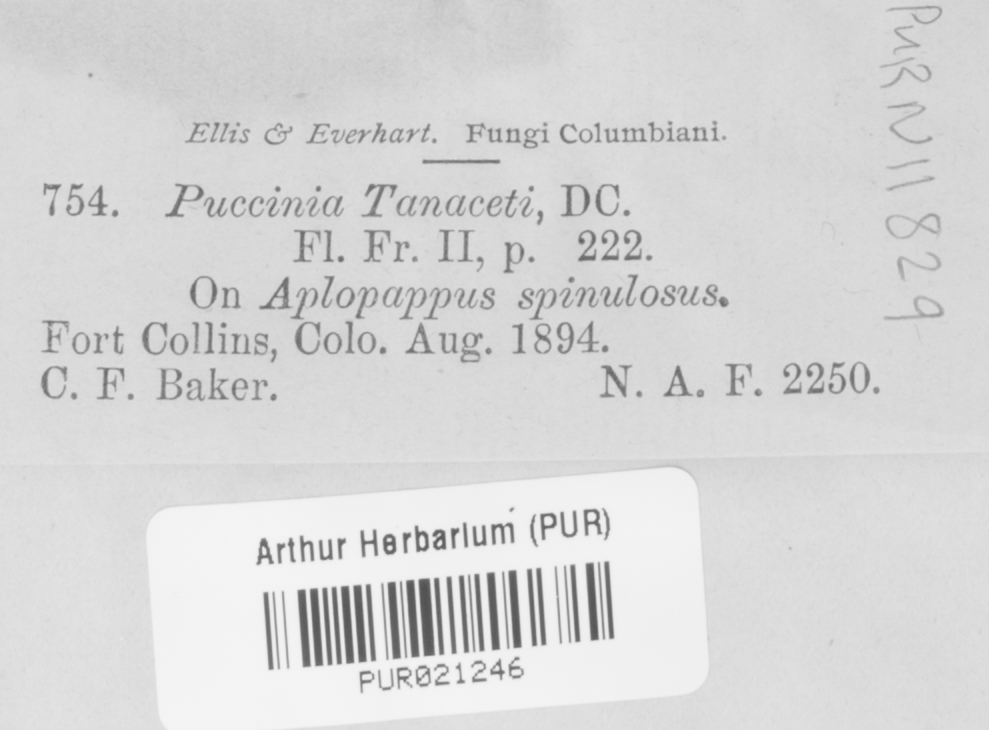 Ellis & Everhart. Fungi Columbiani.
754. Puccinia Tanaceti, DC.
Fl. Fr. II, p. 222.
On Aplopappus spinulosus.
Fort Collins, Colo. Aug. 1894.
C. F. Baker. N. A. F. 2250.
PUR N11829
Arthur Herbarium (PUR)
PUR021246